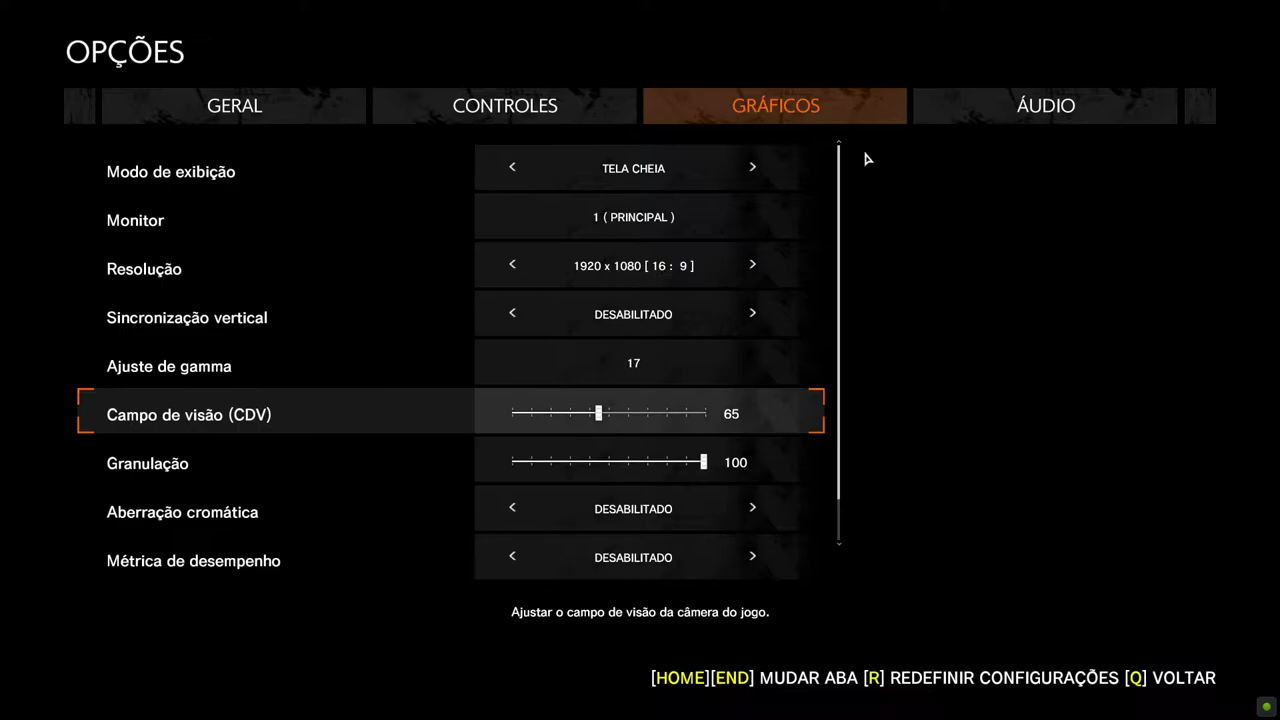 OPÇÕES
GERAL CONTROLES GRÁFICOS ÁUDIO
Modo de exibição < TELA CHEIA >
Monitor 1 ( PRINCIPAL )
Resolução < 1920 x 1080 [ 16 : 9 ] >
Sincronização vertical < DESABILITADO >
Ajuste de gamma 17
Campo de visão (CDV) 65
Granulação 100
Aberração cromática < DESABILITADO >
Métrica de desempenho < DESABILITADO >
Ajustar o campo de visão da câmera do jogo.
[HOME][END] MUDAR ABA [R] REDEFINIR CONFIGURAÇÕES [Q] VOLTAR